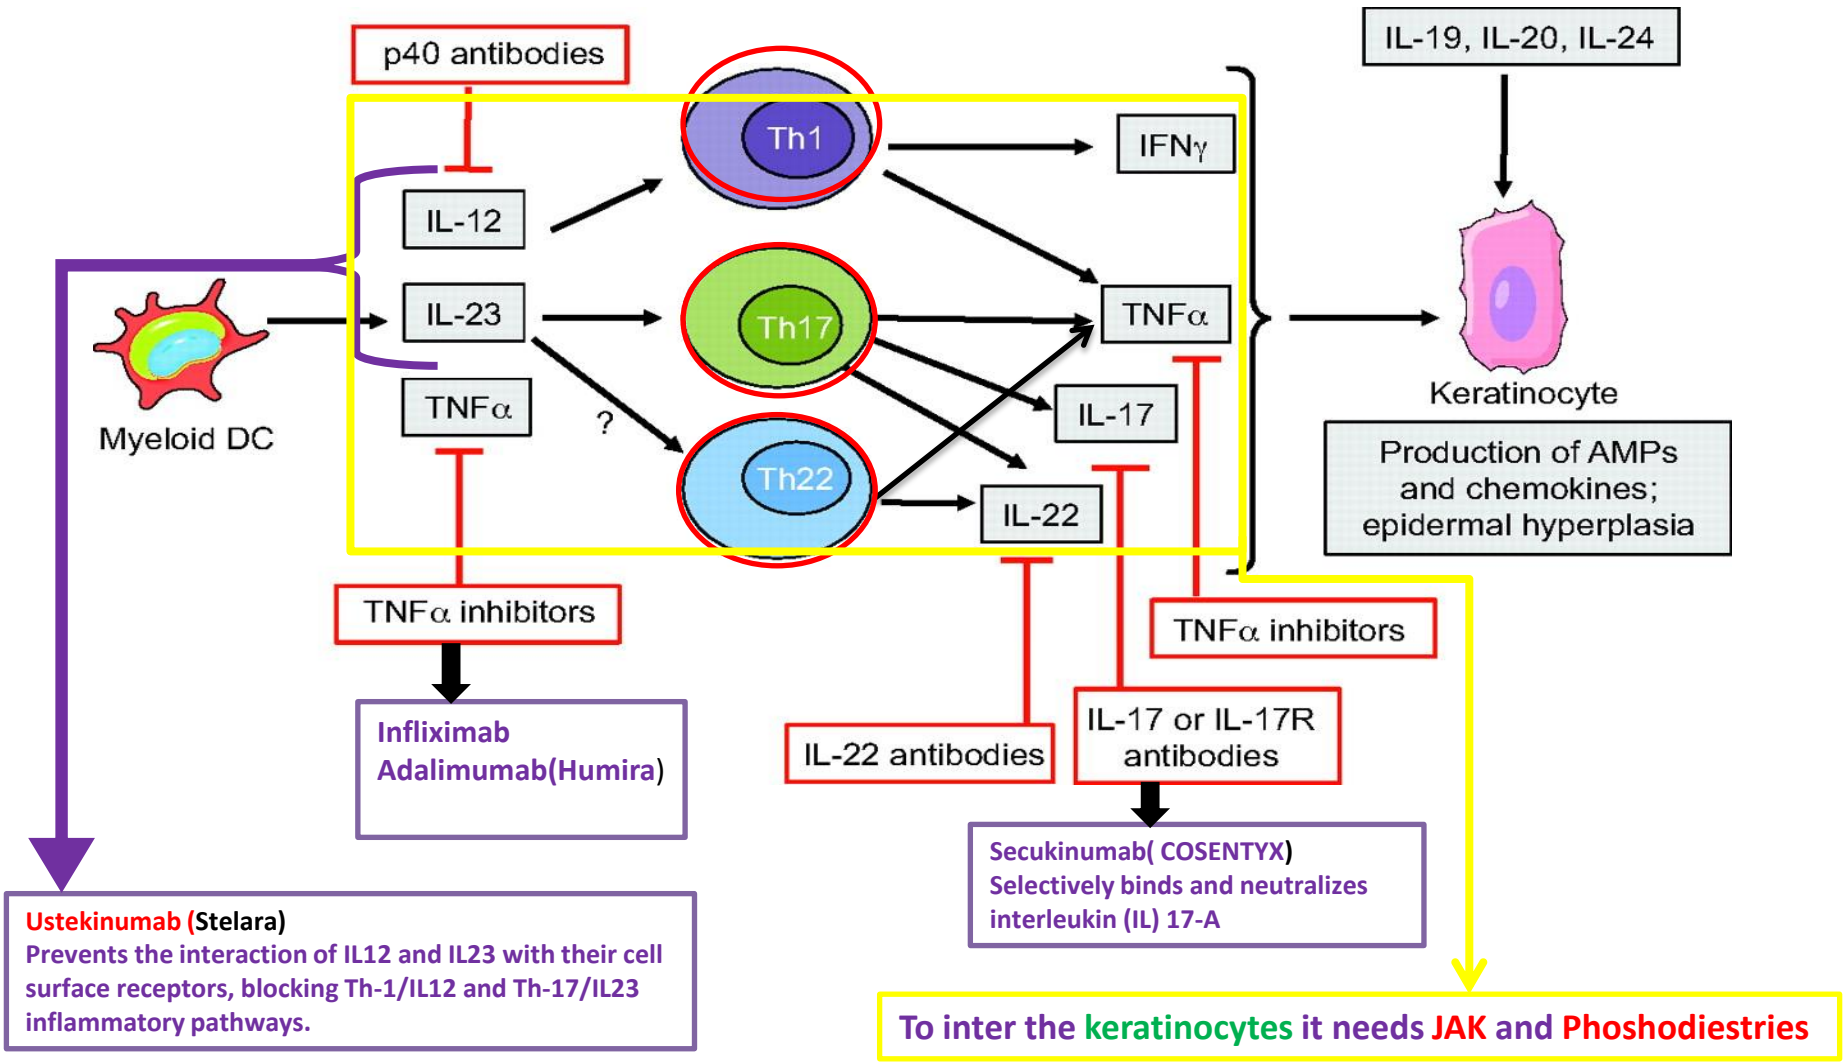 p40 antibodies
IL-19, IL-20, IL-24
Th1
IFNγ
IL-12
IL-23
Th17
TNFα
TNFα
Myeloid DC
?
IL-17
Keratinocyte
Th22
IL-22
Production of AMPs
and chemokines;
epidermal hyperplasia
TNFα inhibitors
TNFα inhibitors
Infliximab
Adalimumab(Humira)
IL-22 antibodies
IL-17 or IL-17R
antibodies
Secukinumab( COSENTYX)
Selectively binds and neutralizes
interleukin (IL) 17-A
Ustekinumab (Stelara)
Prevents the interaction of IL12 and IL23 with their cell
surface receptors, blocking Th-1/IL12 and Th-17/IL23
inflammatory pathways.
To inter the keratinocytes it needs JAK and Phoshodiestries